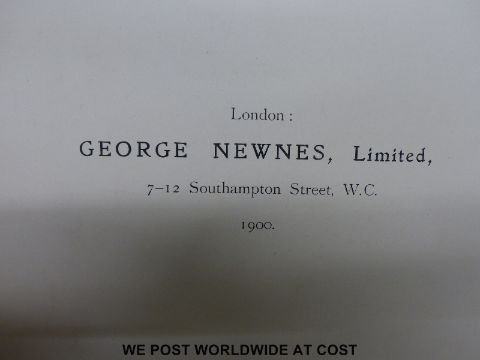 London:
GEORGE NEWNES, Limited,
7–12 Southampton Street, W.C.
1900.
WE POST WORLDWIDE AT COST